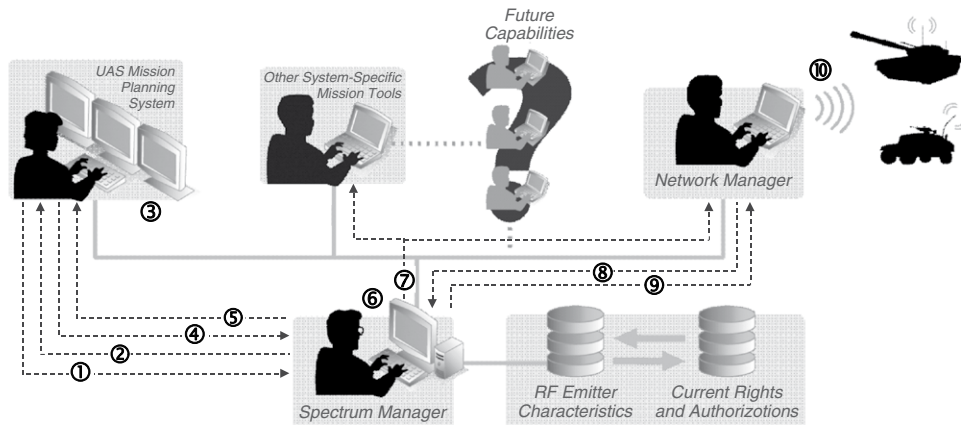 Future
Capabilities
UAS Mission
Planning
System
Other System-Specific
Mission Tools
⑩
Network Manager
③
⑦
⑧
⑥
⑨
⑤
④
②
①
Spectrum Manager
RF Emitter
Characteristics
Current Rights
and Authorizotions